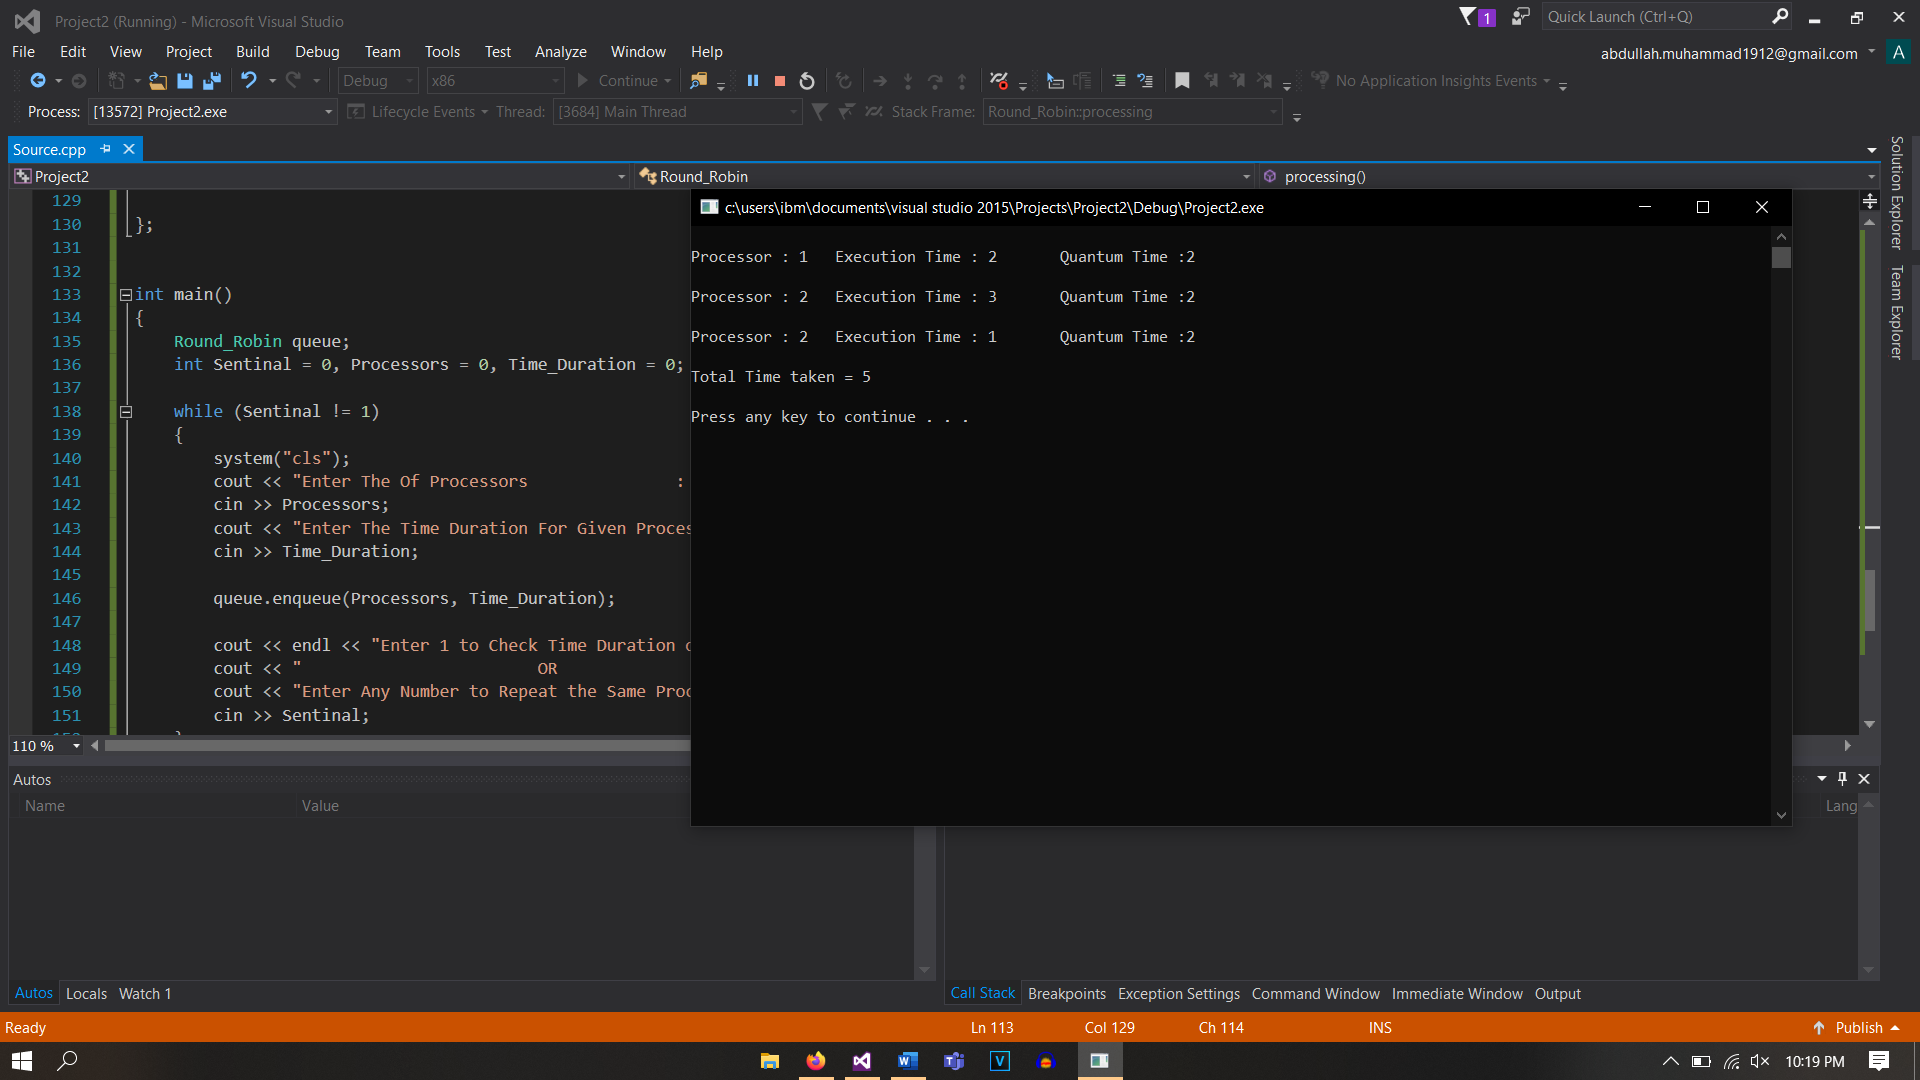 Project2 (Running) - Microsoft Visual Studio
1
Quick Launch (Ctrl+Q)
File Edit View Project Build Debug Team Tools Test Analyze Window Help
abdullah.muhammad1912@gmail.com A
Debug x86 Continue No Application Insights Events
Process: [13572] Project2.exe Lifecycle Events Thread: [3684] Main Thread Stack Frame: Round_Robin::processing
Source.cpp
Project2 Round_Robin processing()
Solution Explorer
Team Explorer
129
130 };
131
132
133 int main()
134 {
135 Round_Robin queue;
136 int Sentinal = 0, Processors = 0, Time_Duration = 0;
137
138 while (Sentinal != 1)
139 {
140 system("cls");
141 cout << "Enter The Of Processors :
142 cin >> Processors;
143 cout << "Enter The Time Duration For Given Proces
144 cin >> Time_Duration;
145
146 queue.enqueue(Processors, Time_Duration);
147
148 cout << endl << "Enter 1 to Check Time Duration
149 cout << " OR
150 cout << "Enter Any Number to Repeat the Same Proc
151 cin >> Sentinal;
c:\users\ibm\documents\visual studio 2015\Projects\Project2\Debug\Project2.exe
Processor : 1 Execution Time : 2 Quantum Time :2
Processor : 2 Execution Time : 3 Quantum Time :2
Processor : 2 Execution Time : 1 Quantum Time :2
Total Time taken = 5
Press any key to continue . . .
110 %
Autos
Name Value
Lang
Autos Locals Watch 1
Call Stack Breakpoints Exception Settings Command Window Immediate Window Output
Ready Ln 113 Col 129 Ch 114 INS Publish
10:19 PM